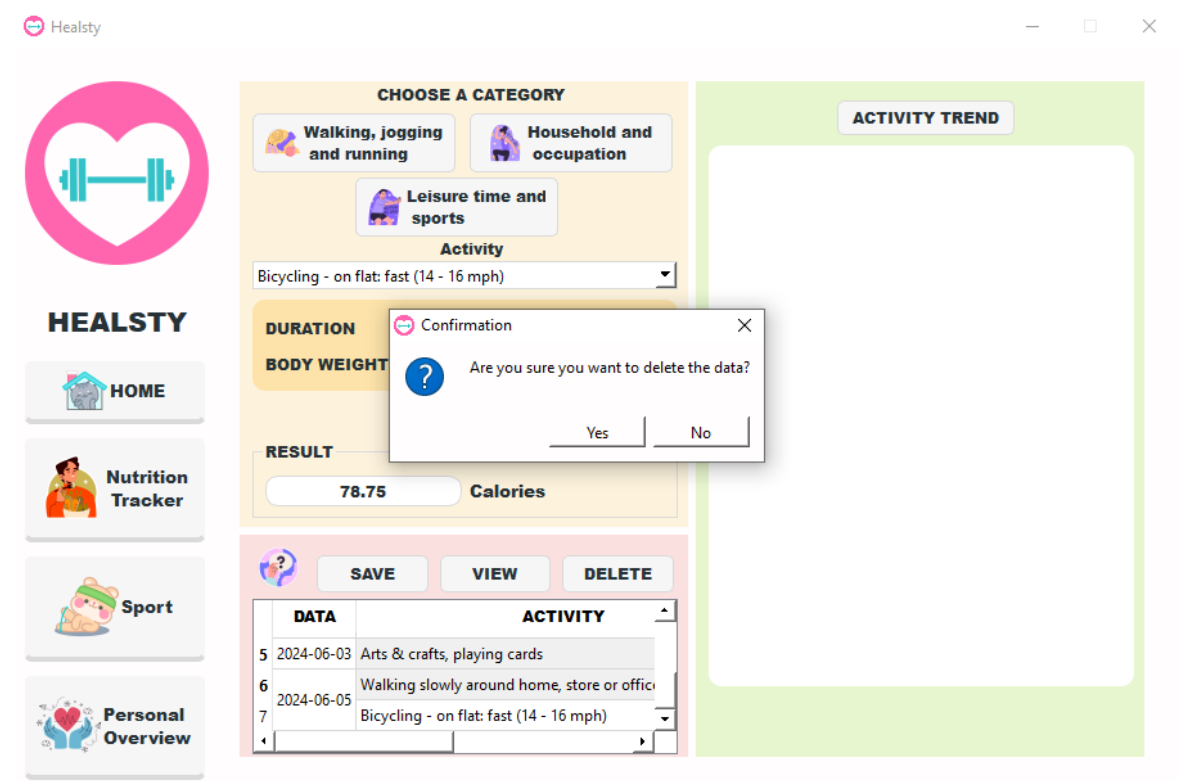 Healsty
HEALSTY
HOME
Nutrition
Tracker
Sport
Personal
Overview
CHOOSE A CATEGORY
Walking, jogging
and running
Household and
occupation
Leisure time and
sports
Activity
Bicycling - on flat: fast (14 - 16 mph)
DURATION
BODY WEIGHT
Confirmation
?
Are you sure you want to delete the data?
Yes No
RESULT
78.75 Calories
? SAVE VIEW DELETE
DATA ACTIVITY
5 2024-06-03 Arts & crafts, playing cards
6 2024-06-05 Walking slowly around home, store or offic
7 Bicycling - on flat: fast (14 - 16 mph)
ACTIVITY TREND